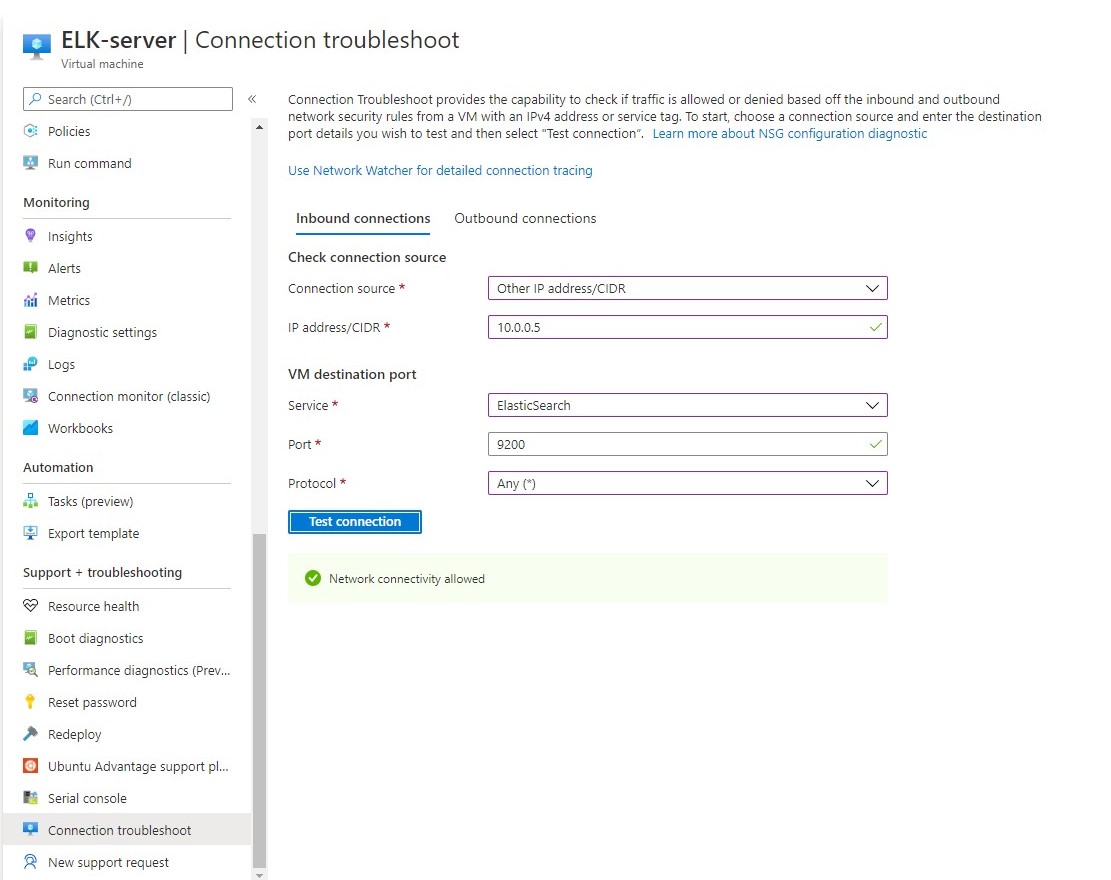 ELK-server | Connection troubleshoot
Virtual machine
Search (Ctrl+/)
«
Policies
Run command
Monitoring
Insights
Alerts
Metrics
Diagnostic settings
Logs
Connection monitor (classic)
Workbooks
Automation
Tasks (preview)
Export template
Support + troubleshooting
Resource health
Boot diagnostics
Performance diagnostics (Prev...
Reset password
Redeploy
Ubuntu Advantage support pl...
Serial console
Connection troubleshoot
New support request
Connection Troubleshoot provides the capability to check if traffic is allowed or denied based off the inbound and outbound
network security rules from a VM with an IPv4 address or service tag. To start, choose a connection source and enter the destination
port details you wish to test and then select "Test connection". Learn more about NSG configuration diagnostic
Use Network Watcher for detailed connection tracing
Inbound connections Outbound connections
Check connection source
Connection source * Other IP address/CIDR
IP address/CIDR * 10.0.0.5
VM destination port
Service * ElasticSearch
Port * 9200
Protocol * Any (*)
Test connection
Network connectivity allowed